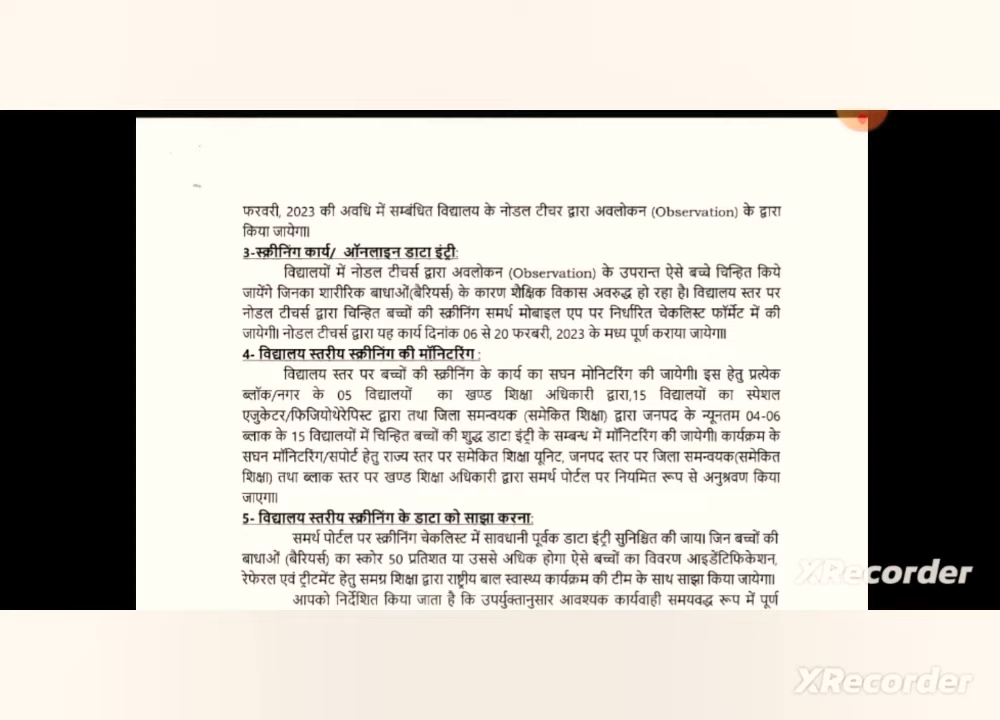 फरवरी, 2023 की अवधि में सम्बंधित विद्यालय के नोडल टीचर द्वारा अवलोकन (Observation) के द्वारा
किया जायेगा।
3-स्क्रीनिंग कार्य/ ऑनलाइन डाटा इंट्री:
विद्यालयों में नोडल टीचर्स द्वारा अवलोकन (Observation) के उपरान्त ऐसे बच्चे चिन्हित किये
जायेंगे जिनका शारीरिक बाधाओं(बैरियर्स) के कारण शैक्षिक विकास अवरुद्ध हो रहा है। विद्यालय स्तर पर
नोडल टीचर्स द्वारा चिन्हित बच्चों की स्क्रीनिंग समर्थ मोबाइल एप पर निर्धारित चेकलिस्ट फॉर्मेट में की
जायेगी। नोडल टीचर्स द्वारा यह कार्य दिनांक 06 से 20 फरबरी, 2023 के मध्य पूर्ण कराया जायेगा।
4- विद्यालय स्तरीय स्क्रीनिंग की मॉनिटरिंग :
विद्यालय स्तर पर बच्चों की स्क्रीनिंग के कार्य का सघन मोनिटरिंग की जायेगी। इस हेतु प्रत्येक
ब्लॉक/नगर के 05 विद्यालयों का खण्ड शिक्षा अधिकारी द्वारा,15 विद्यालयों का स्पेशल
एजुकेटर/फिजियोथेरेपिस्ट द्वारा तथा जिला समन्वयक (समेकित शिक्षा) द्वारा जनपद के न्यूनतम 04-06
ब्लाक के 15 विद्यालयों में चिन्हित बच्चों की शुद्ध डाटा इंट्री के सम्बन्ध में मॉनिटरिंग की जायेगी। कार्यक्रम के
सघन मॉनिटरिंग/सपोर्ट हेतु राज्य स्तर पर समेकित शिक्षा यूनिट, जनपद स्तर पर जिला समन्वयक(समेकित
शिक्षा) तथा ब्लाक स्तर पर खण्ड शिक्षा अधिकारी द्वारा समर्थ पोर्टल पर नियमित रूप से अनुश्रवण किया
जाएगा।
5- विद्यालय स्तरीय स्क्रीनिंग के डाटा को साझा करना:
समर्थ पोर्टल पर स्क्रीनिंग चेकलिस्ट में सावधानी पूर्वक डाटा इंट्री सुनिश्चित की जाय। जिन बच्चों की
बाधाओं (बैरियर्स) का स्कोर 50 प्रतिशत या उससे अधिक होगा ऐसे बच्चों का विवरण आइडेंटिफिकेशन,
रेफेरल एवं ट्रीटमेंट हेतु समग्र शिक्षा द्वारा राष्ट्रीय बाल स्वास्थ्य कार्यक्रम की टीम के साथ साझा किया जायेगा।
आपको निर्देशित किया जाता है कि उपर्युक्तानुसार आवश्यक कार्यवाही समयवद्ध रूप में पूर्ण
XRecorder
XRecorder